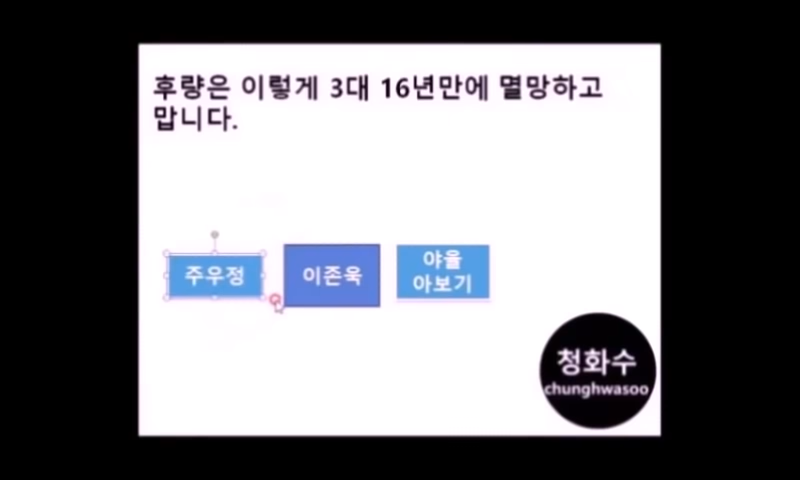 후량은 이렇게 3대 16년만에 멸망하고
맙니다.
주우정
이존욱
야율
아보기
청화수
chunghwasoo